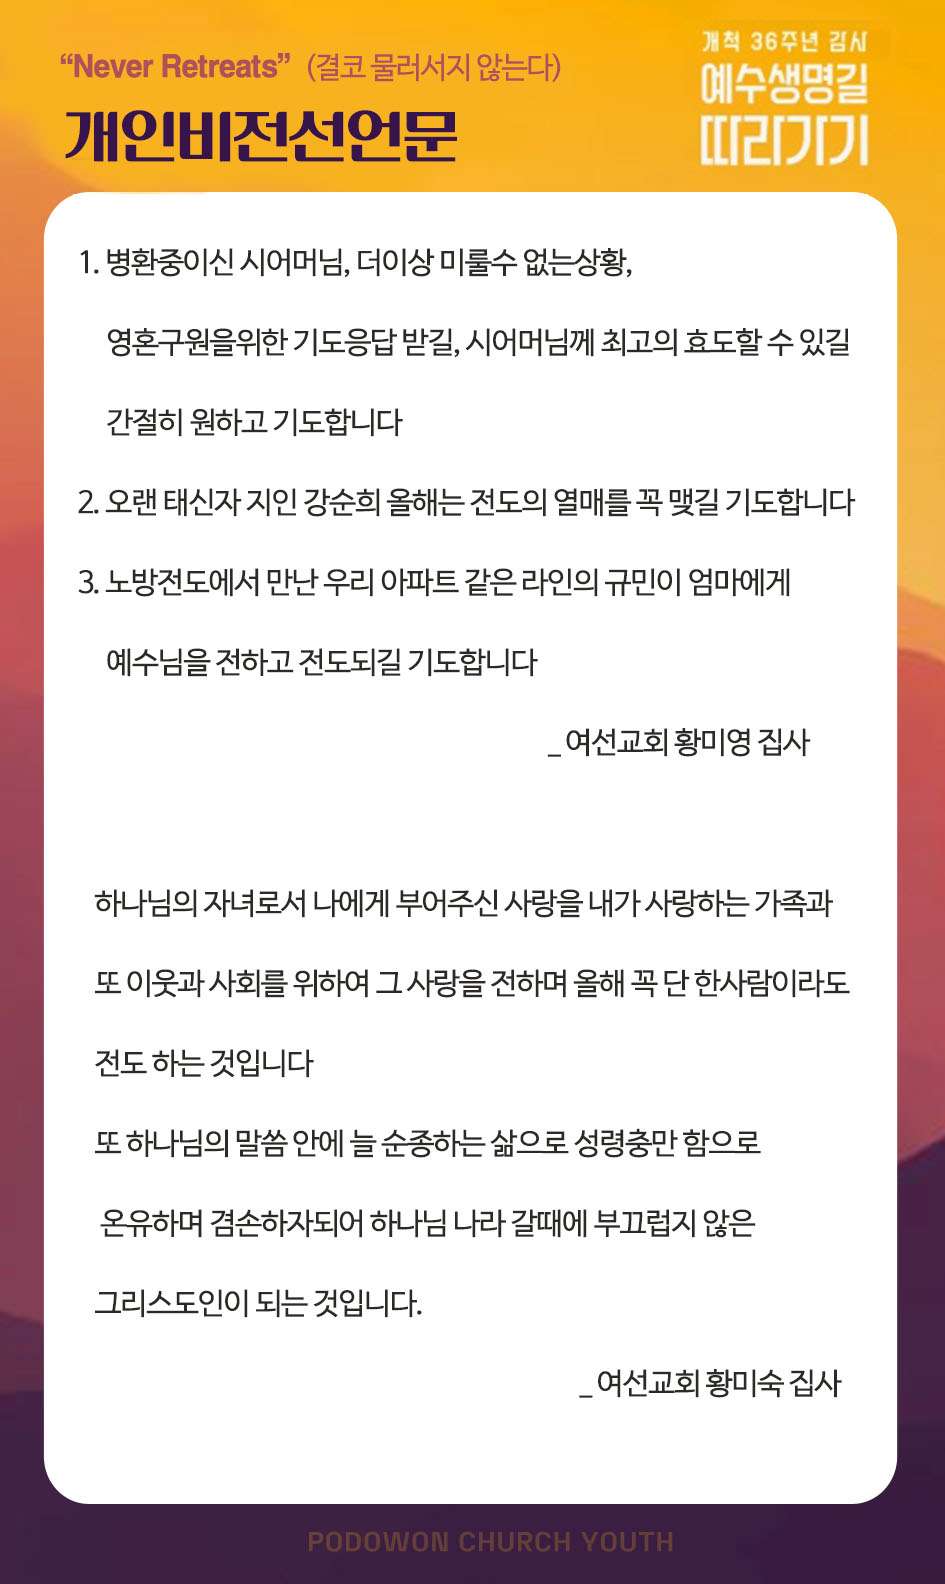 “Never Retreats” (결코 물러서지 않는다)
개인비전선언문
개척 36주년 감사
예수생명길
따라가기
1. 병환중이신 시어머님, 더이상 미룰수 없는상황,
영혼구원을위한 기도응답 받길, 시어머님께 최고의 효도할 수 있길
간절히 원하고 기도합니다
2. 오랜 태신자 지인 강순희 올해는 전도의 열매를 꼭 맺길 기도합니다
3. 노방전도에서 만난 우리 아파트 같은 라인의 규민이 엄마에게
예수님을 전하고 전도되길 기도합니다
_ 여선교회 황미영 집사
하나님의 자녀로서 나에게 부어주신 사랑을 내가 사랑하는 가족과
또 이웃과 사회를 위하여 그 사랑을 전하며 올해 꼭 단 한사람이라도
전도 하는 것입니다
또 하나님의 말씀 안에 늘 순종하는 삶으로 성령충만 함으로
온유하며 겸손하자되어 하나님 나라 갈때에 부끄럽지 않은
그리스도인이 되는 것입니다.
_ 여선교회 황미숙 집사
PODOWON CHURCH YOUTH